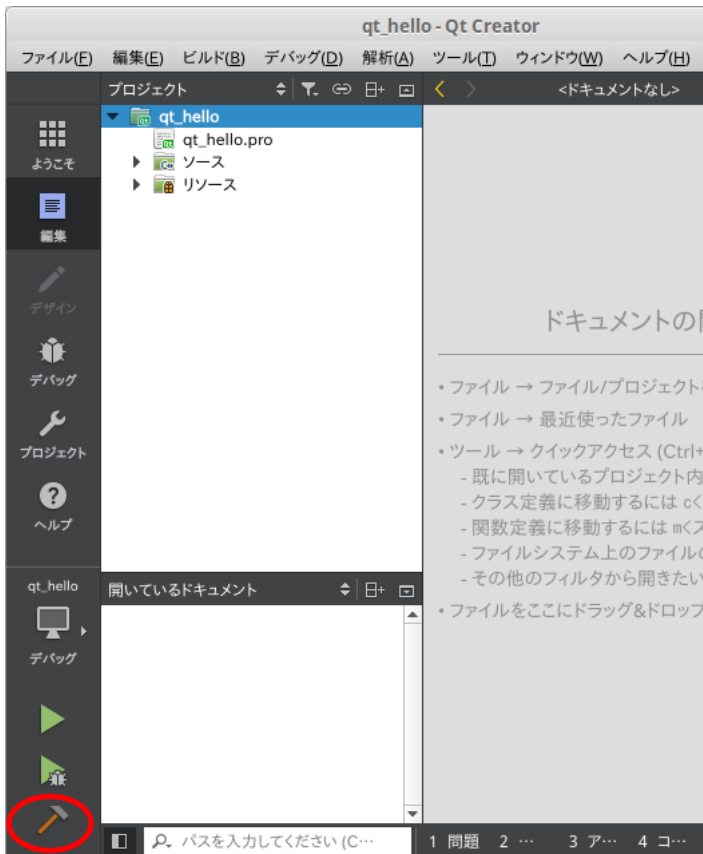 qt_hello - Qt Creator
ファイル(F) 編集(E) ビルド(B) デバッグ(D) 解析(A) ツール(T) ウィンドウ(W) ヘルプ(H)
プロジェクト
<ドキュメントなし>
qt_hello
qt_hello.pro
ソース
リソース
ようこそ
編集
デザイン
デバッグ
プロジェクト
ヘルプ
qt_hello
デバッグ
開いているドキュメント
ドキュメントの
• ファイル → ファイル/プロジェクト
• ファイル → 最近使ったファイル
• ツール → クイックアクセス (Ctrl+
- 既に開いているプロジェクト内
- クラス定義に移動するには c<
- 関数定義に移動するには m<ス
- ファイルシステム上のファイルの
- その他のフィルタから開きたい
• ファイルをここにドラッグ&ドロップ
パスを入力してください (C…
1 問題 2 … 3 ア… 4 コ…